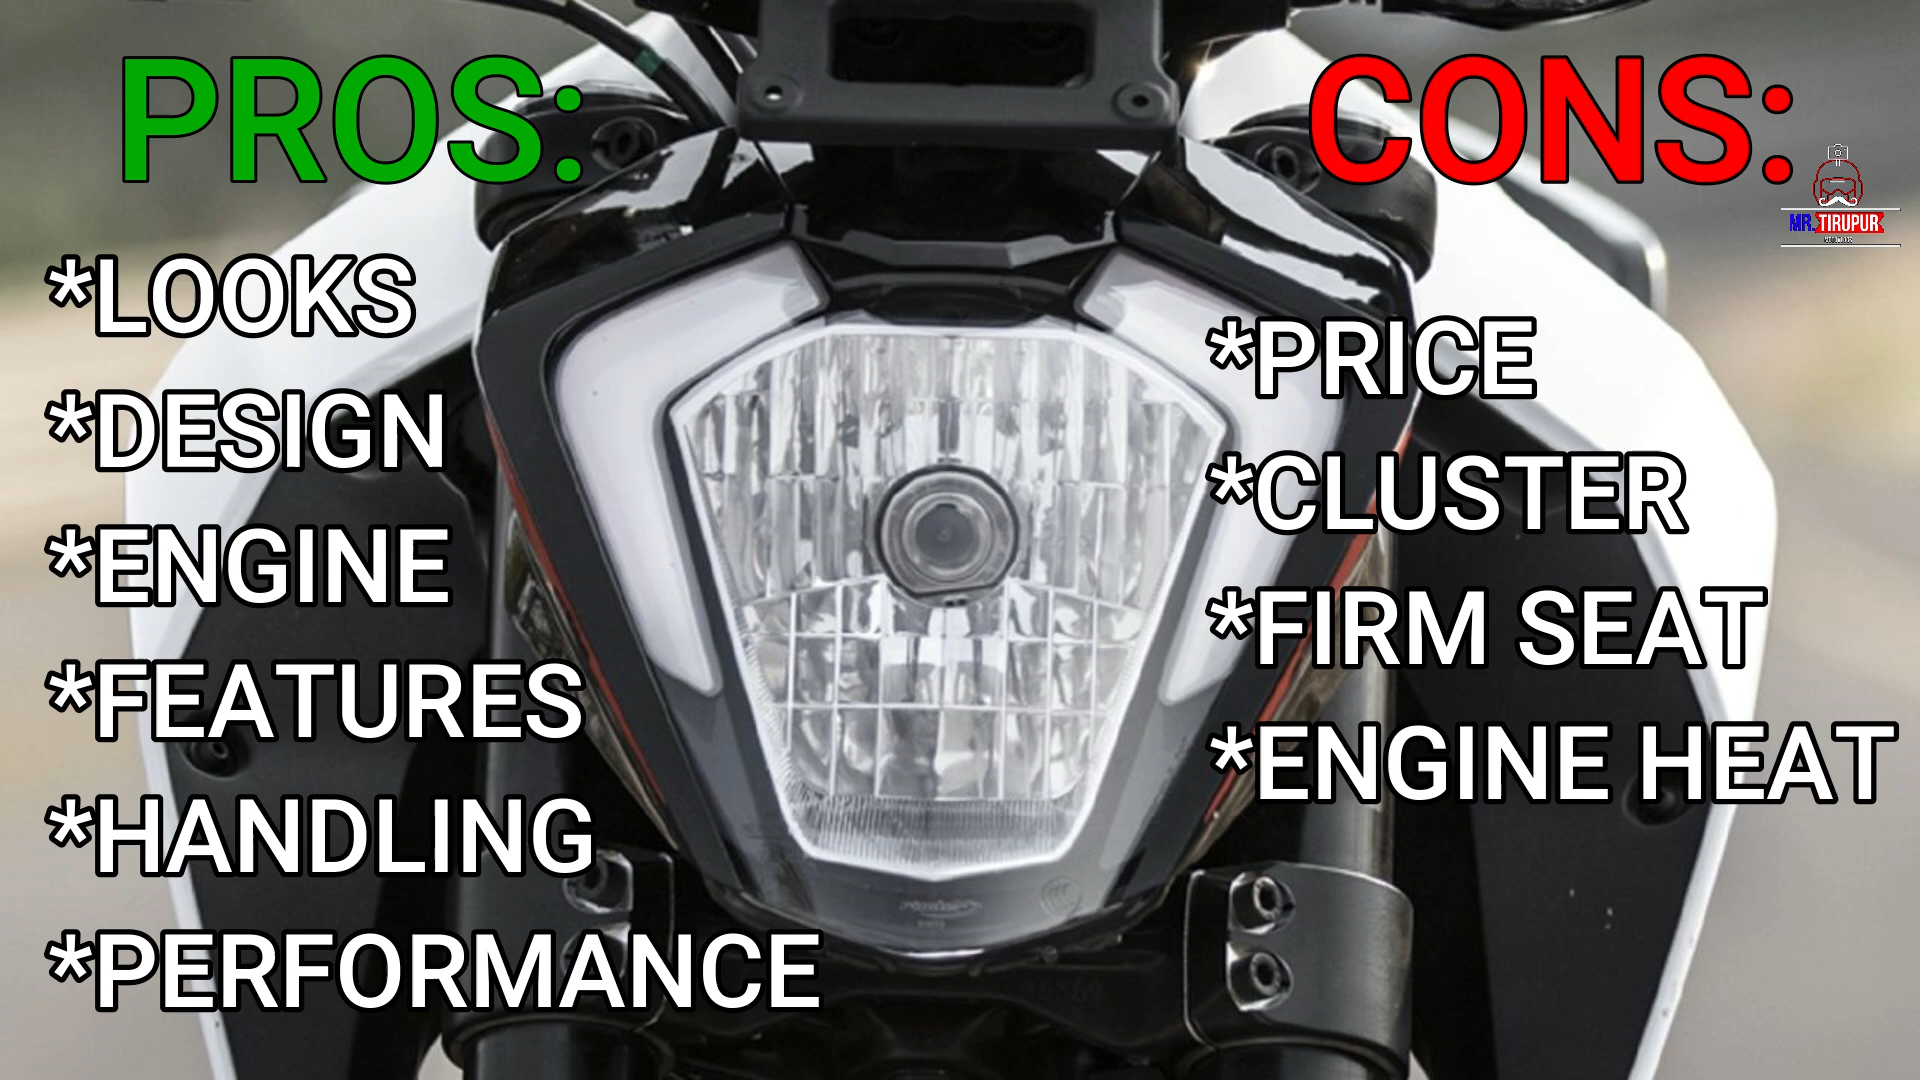 PROS:
*LOOKS
*DESIGN
*ENGINE
*FEATURES
*HANDLING
*PERFORMANCE
CONS:
*PRICE
*CLUSTER
*FIRM SEAT
*ENGINE HEAT
MR.TIRUPUR